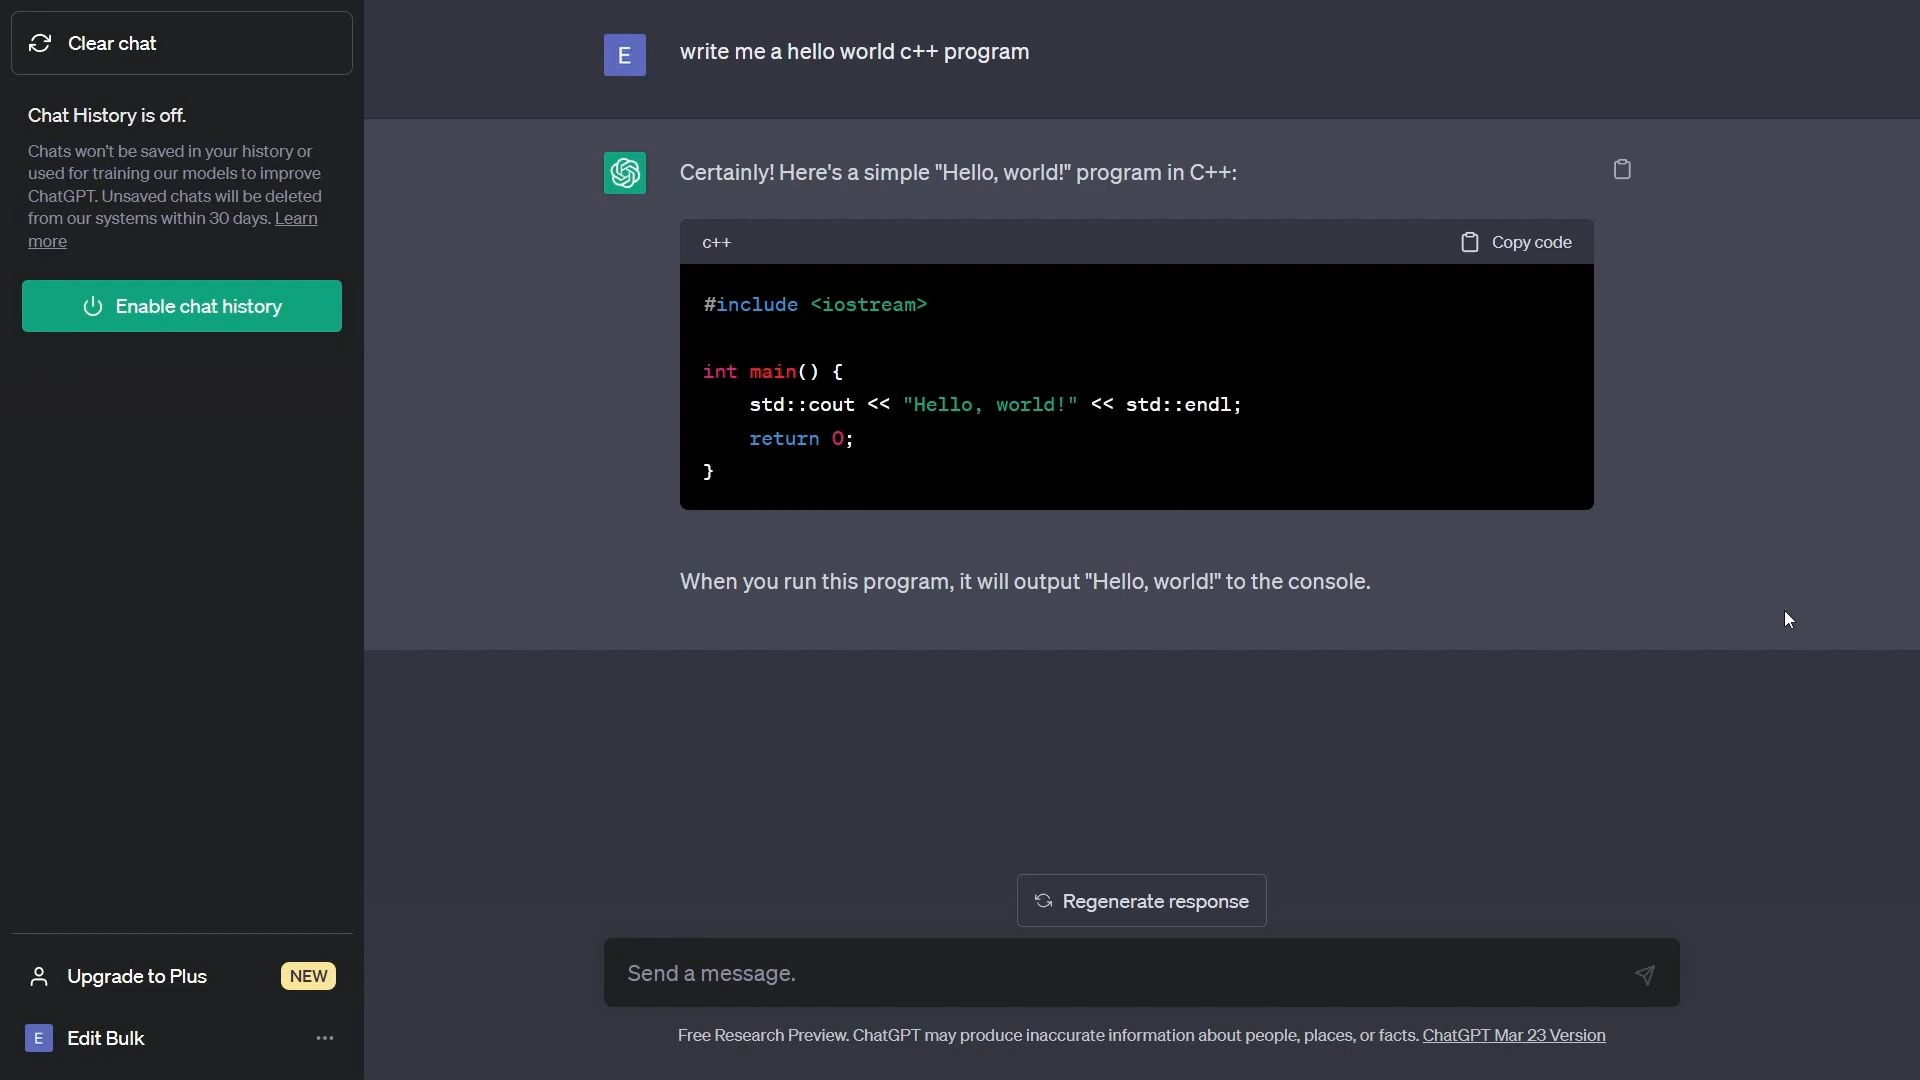 Clear chat
Chat History is off.
Chats won't be saved in your history or
used for training our models to improve
ChatGPT. Unsaved chats will be deleted
from our systems within 30 days. Learn
more
Enable chat history
Upgrade to Plus NEW
E Edit Bulk
E write me a hello world c++ program
Certainly! Here's a simple "Hello, world!" program in C++:
c++ Copy code
#include <iostream>
int main() {
    std::cout << "Hello, world!" << std::endl;
    return 0;
}
When you run this program, it will output "Hello, world!" to the console.
Regenerate response
Send a message.
Free Research Preview. ChatGPT may produce inaccurate information about people, places, or facts. ChatGPT Mar 23 Version